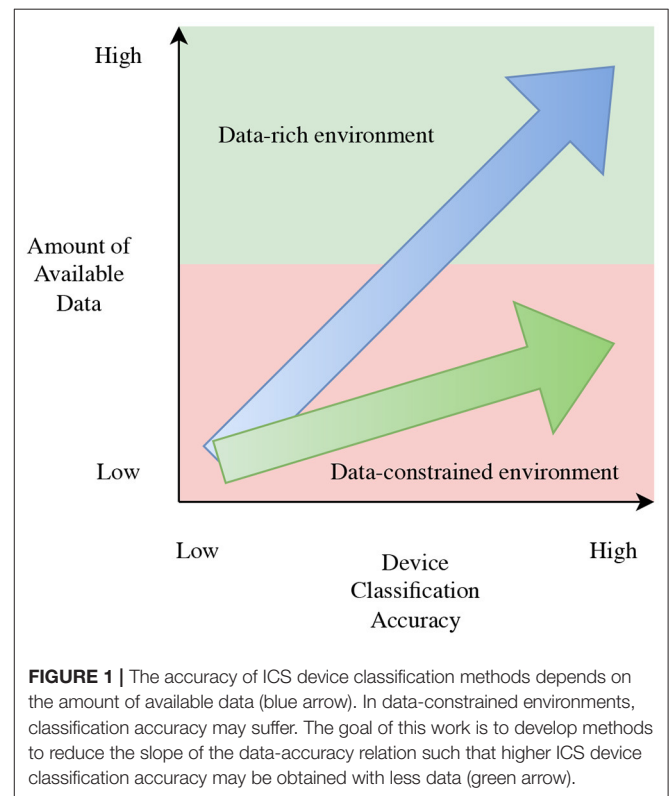 High
Data-rich environment
Amount of
Available
Data
Low
Data-constrained environment
Low
High
Device
Classification
Accuracy
FIGURE 1 | The accuracy of ICS device classification methods depends on
the amount of available data (blue arrow). In data-constrained environments,
classification accuracy may suffer. The goal of this work is to develop methods
to reduce the slope of the data-accuracy relation such that higher ICS device
classification accuracy may be obtained with less data (green arrow).